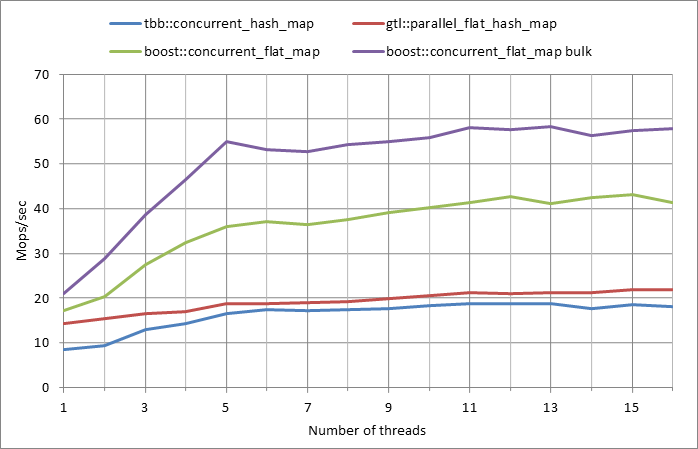 tbb::concurrent_hash_map
gtl::parallel_flat_hash_map
boost::concurrent_flat_map
boost::concurrent_flat_map bulk
70
60
50
40
30
20
10
0
Mops/sec
1 3 5 7 9 11 13 15
Number of threads